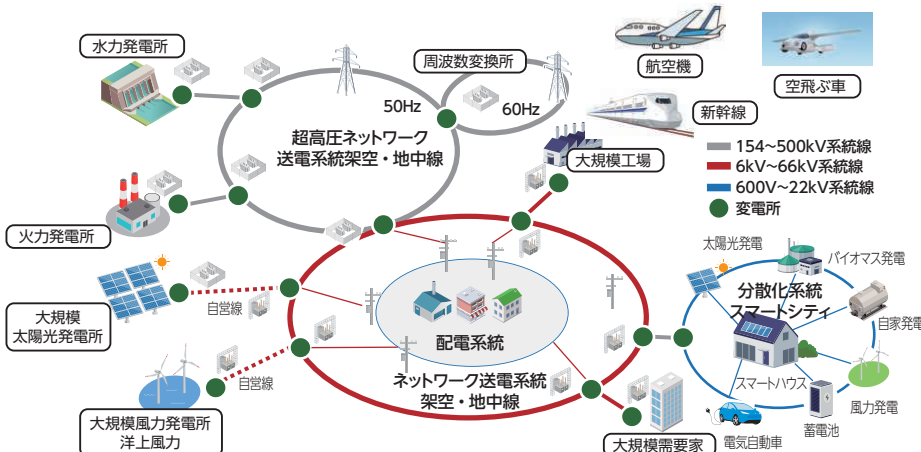 水力発電所
周波数変換所
航空機
空飛ぶ車
50Hz
60Hz
新幹線
超高圧ネットワーク
送電系統架空・地中線
大規模工場
154~500kV系統線
6kV~66kV系統線
600V~22kV系統線
変電所
火力発電所
太陽光発電
バイオマス発電
分散化系統
スマートシティ
大規模
太陽光発電所
自営線
自家発電
配電系統
スマートハウス
自営線
ネットワーク送電系統
架空・地中線
風力発電
大規模風力発電所
洋上風力
大規模需要家
電気自動車
蓄電池